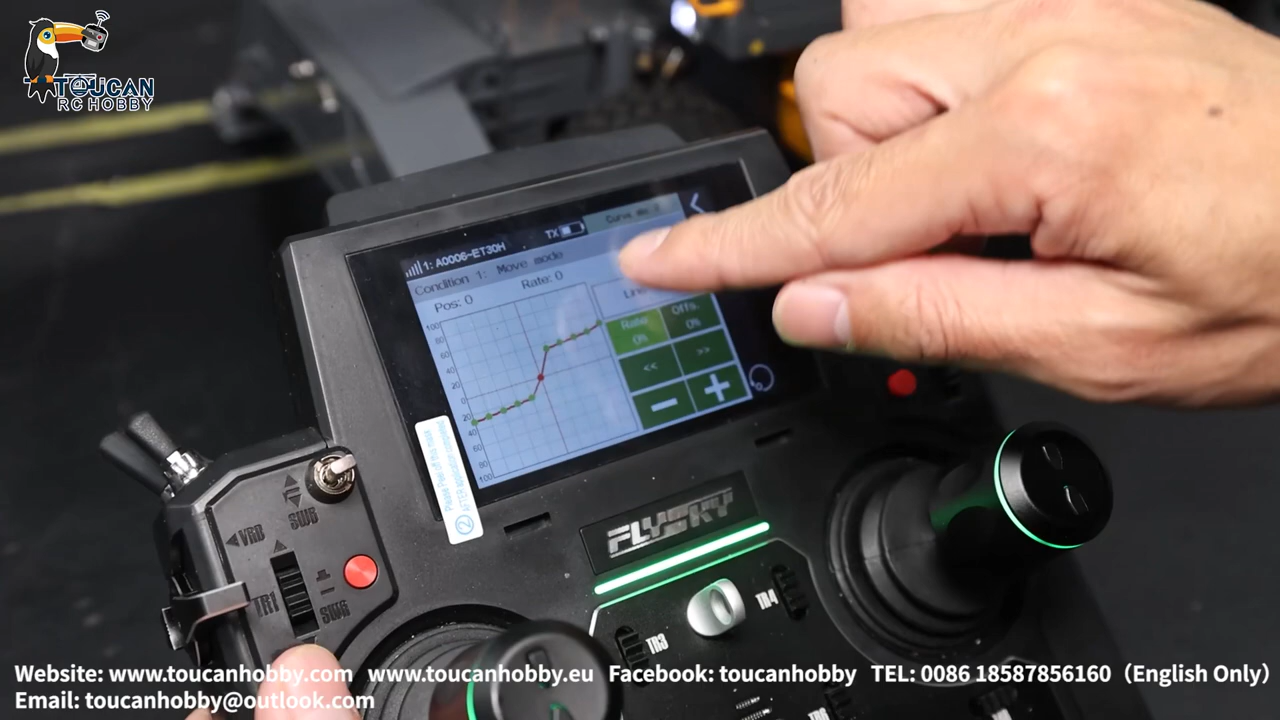 TOUCAN
RC HOBBY
1: A0006-ET30H
TX
Condition 1: Move mode
Pos: 0
Rate: 0
Rate
0%
Offs.
0%
<<
>>
100
80
60
40
20
0
40
60
80
100
②
FLYSKY
SW6
VRB
TR1
SW6
TR3
TR4
Website: www.toucanhobby.com www.toucanhobby.eu Facebook: toucanhobby TEL: 0086 18587856160（English Only)
Email: toucanhobby@outlook.com